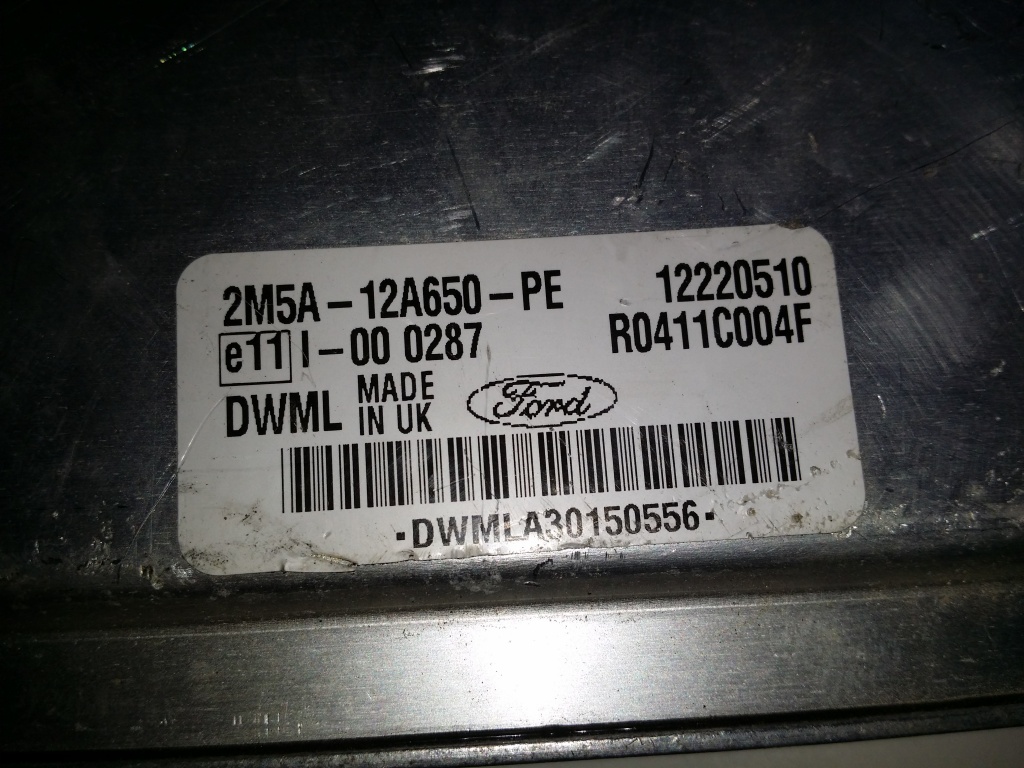 2M5A-12A650-PE 12220510
e11 I-00 0287 R0411C004F
DWML MADE IN UK Ford
-DWMLA30150556-